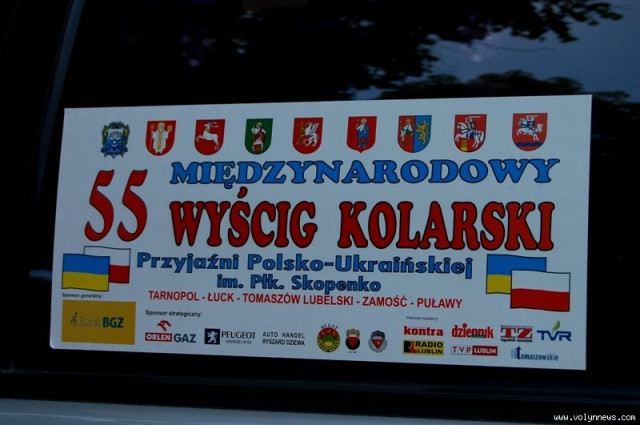 55 MIĘDZYNARODOWY
WYŚCIG KOLARSKI
Przyjaźni Polsko-Ukraińskiej
im. Płk. Skopenko
TARNOPOL - ŁUCK - TOMASZÓW LUBELSKI - ZAMOŚĆ - PUŁAWY
Sponsor generalny:
Bank BGŻ
Sponsor strategiczny:
ORLEN GAZ
PEUGEOT
AUTO HANDEL
RYSZARD DZIEWA
kontra
dziennik
TZ
TVR
RADIO
LUBLIN
TVP LUBLIN
tomaszowskie
www.volynnews.com